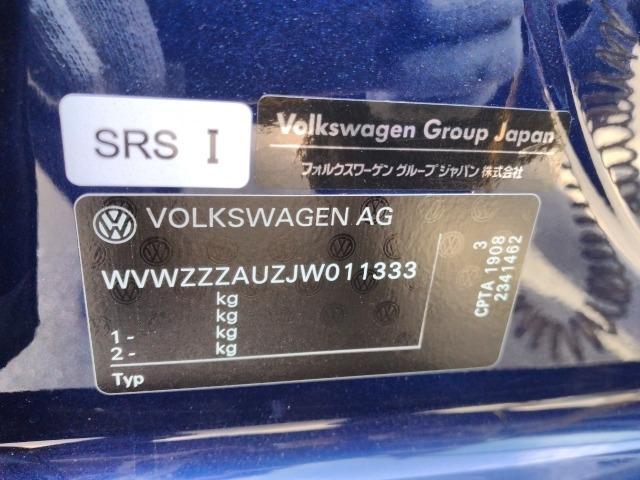 SRS I
Volkswagen Group Japan
フォルクスワーゲン グループ ジャパン 株式会社
VOLKSWAGEN AG
WVWZZZAUZJW011333
kg
kg
1 - kg
2 - kg
Typ
3
CPTA 1908
2341462